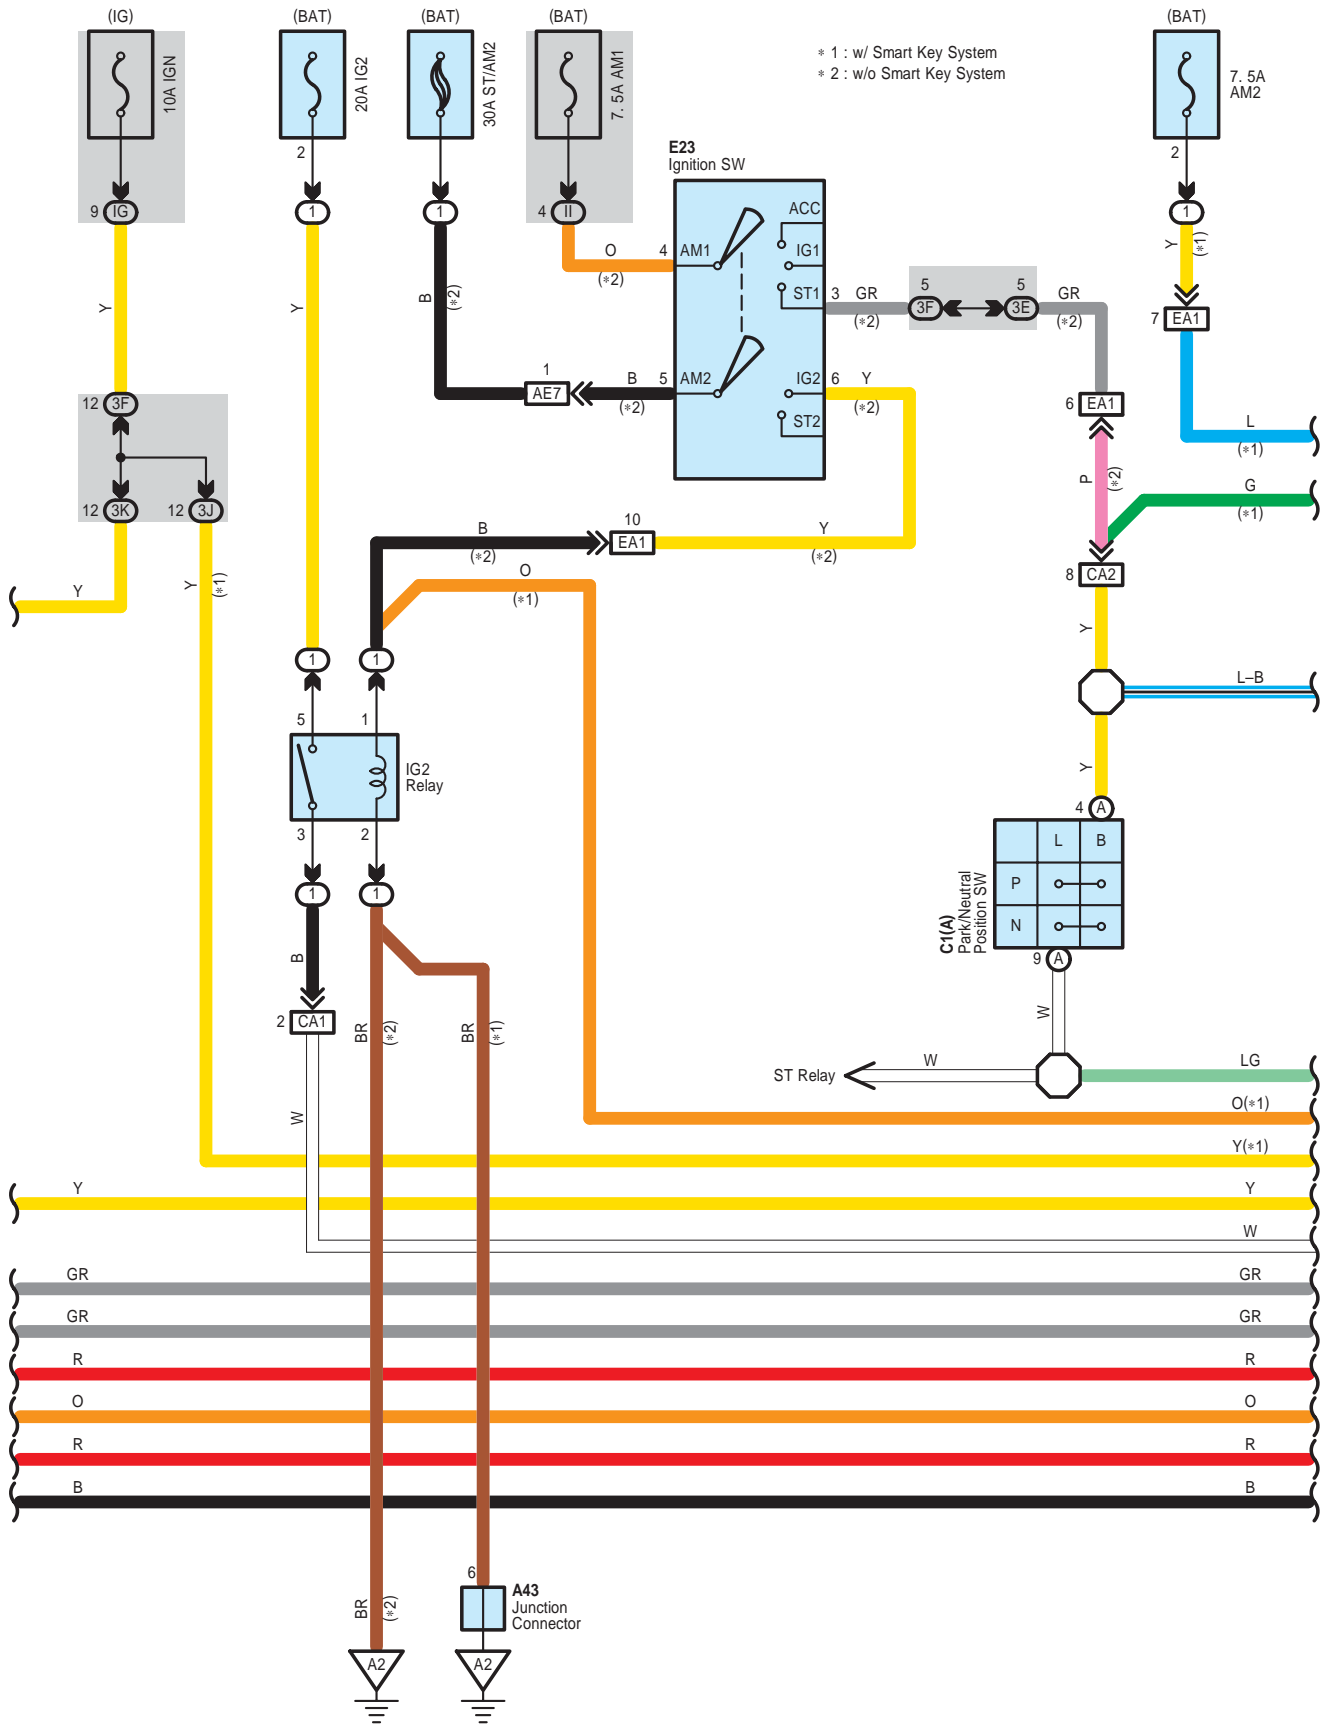 (IG)
(BAT)
(BAT)
(BAT)
(BAT)
10A IGN
20A IG2
30A ST/AM2
7. 5A AM1
7. 5A
AM2
∗ 1 : w/ Smart Key System
∗ 2 : w/o Smart Key System
E23
Ignition SW
2
2
9 IG
1
1
4 II
1
ACC
AM1
IG1
ST1
AM2
IG2
ST2
O
(∗2)
4
Y
Y
B
(∗2)
3
GR
(∗2)
5
3F
5
3E
GR
(∗2)
Y
(∗1)
7 EA1
1
AE7
B
(∗2)
5
6
Y
(∗2)
12 3F
12 3K
12 3J
6 EA1
L
(∗1)
P
(∗2)
G
(∗1)
B
(∗2)
10
EA1
Y
(∗2)
O
(∗1)
8 CA2
Y
Y
(∗1)
Y
1
1
L–B
5
1
IG2
Relay
3
2
Y
4 A
L
B
P
N
C1(A)
Park/Neutral
Position SW
9 A
1
1
B
2 CA1
BR
(∗2)
BR
(∗1)
W
ST Relay
W
LG
W
O(∗1)
Y(∗1)
Y
Y
W
GR
GR
GR
GR
R
R
O
O
R
R
B
B
6
A43
Junction
Connector
BR
(∗2)
A2
A2